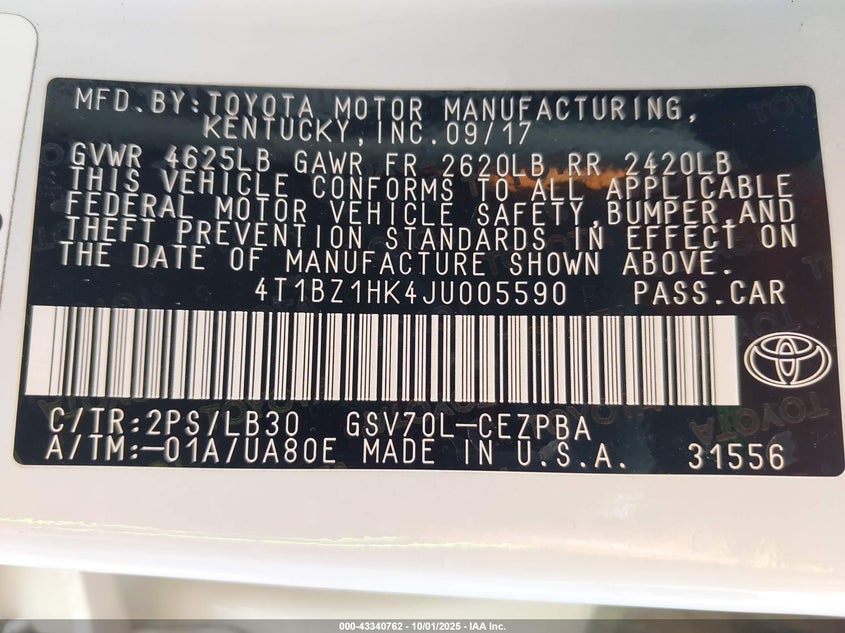 MFD.BY:TOYOTA MOTOR MANUFACTURING,
KENTUCKY,INC.09/17
GVWR 4625LB GAWR FR 2620LB RR 2420LB
THIS VEHICLE CONFORMS TO ALL APPLICABLE
FEDERAL MOTOR VEHICLE SAFETY,BUMPER,AND
THEFT PREVENTION STANDARDS IN EFFECT ON
THE DATE OF MANUFACTURE SHOWN ABOVE.
4T1BZ1HK4JU005590 PASS.CAR
C/TR:2PS/LB30 GSV70L-CEZPBA
A/TM:-01A/UA80E MADE IN U.S.A. 31556
000-43340762 - 10/01/2025 - IAA Inc.